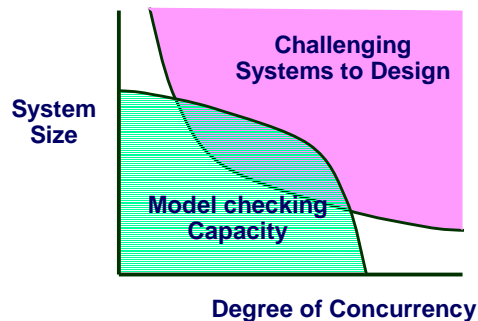 Challenging
Systems to Design
System
Size
Model checking
Capacity
Degree of Concurrency